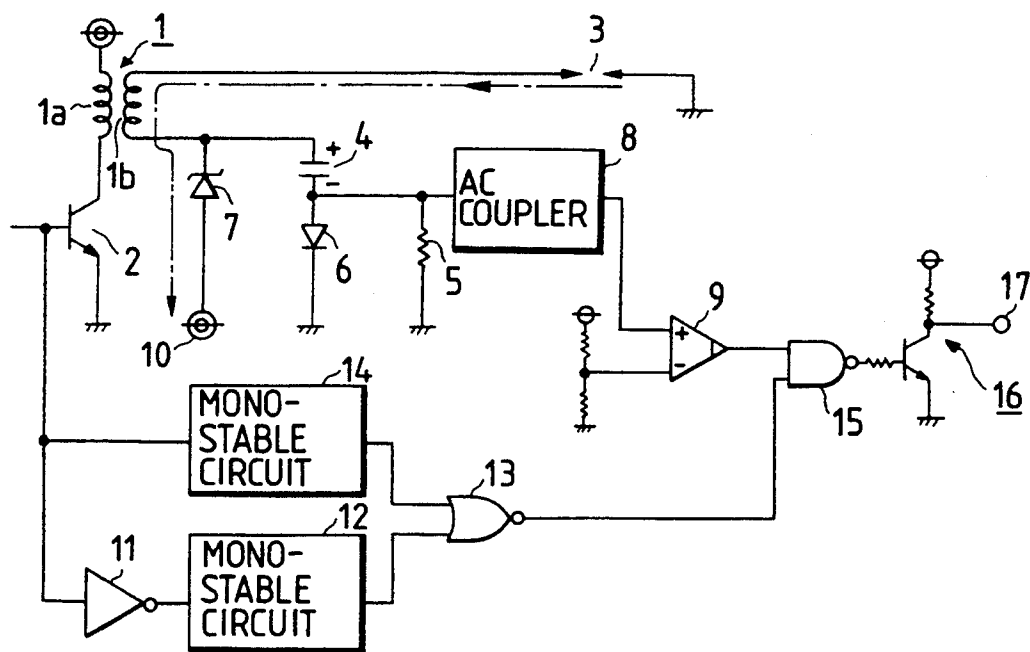 1
3
1a
1b
+
4
-
8
AC
COUPLER
7
2
6
5
10
9
17
+
-
14
MONO-
STABLE
CIRCUIT
15
16
13
12
11
MONO-
STABLE
CIRCUIT